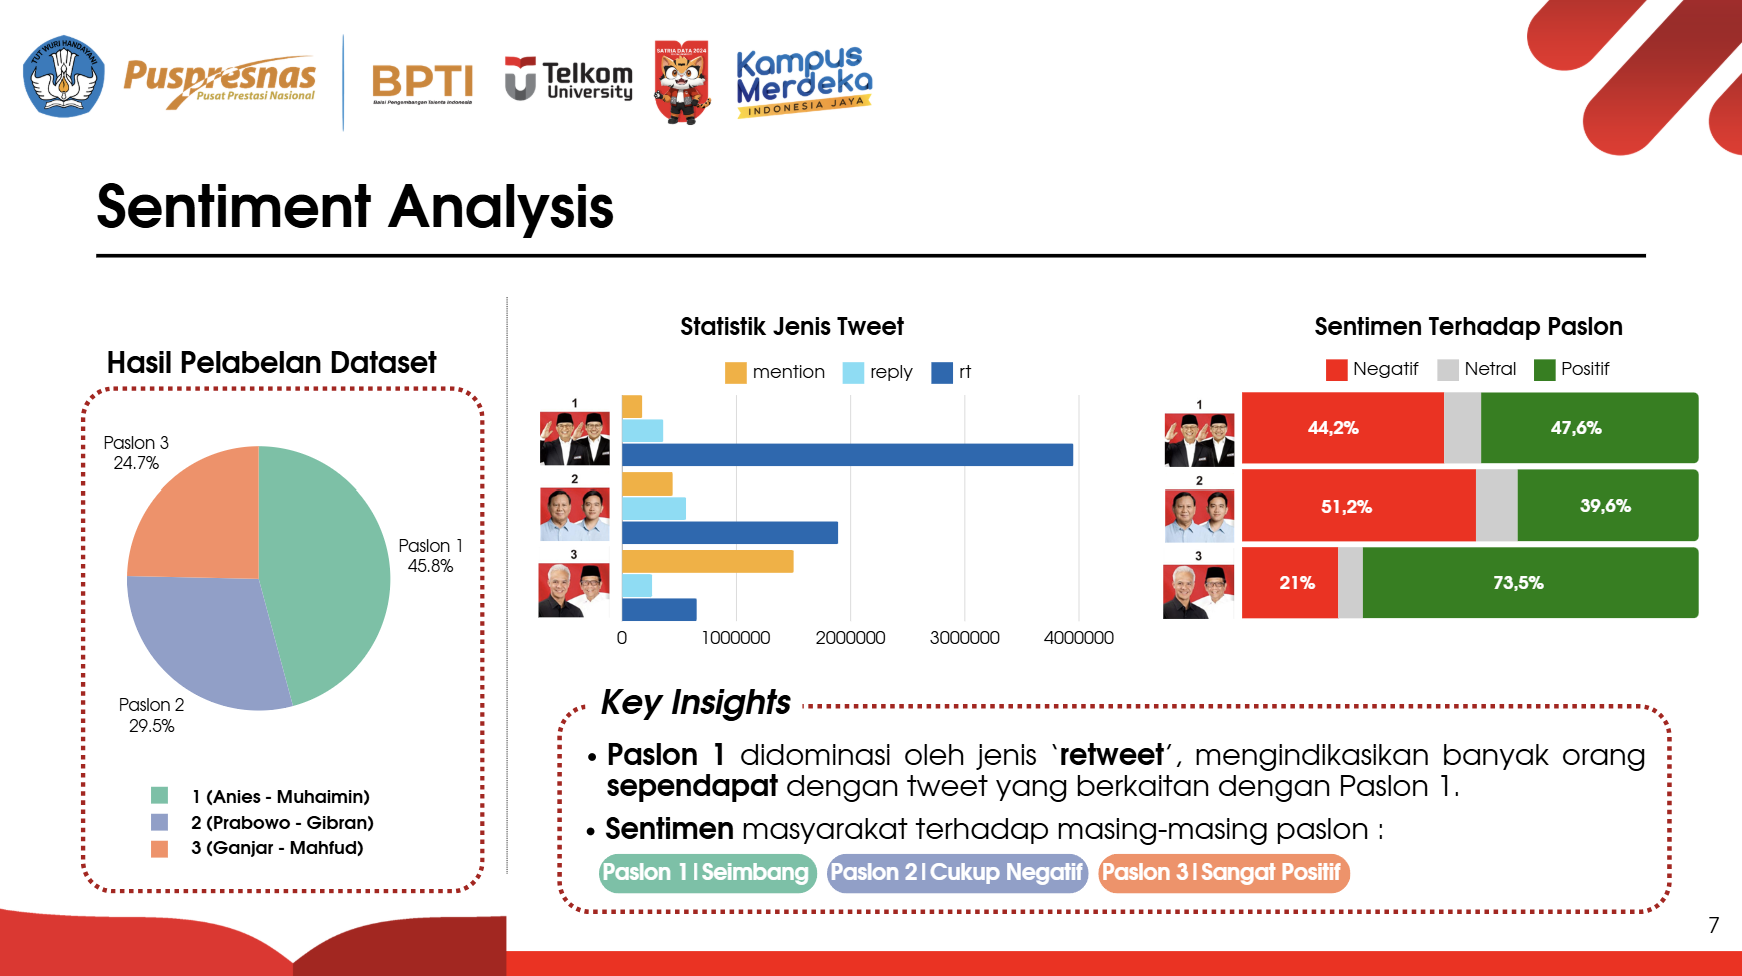 TUT WURI HANDAYANI
Puspresnas
Pusat Prestasi Nasional
BPTI
Balai Pengembangan Talenta Indonesia
Telkom
University
SATRIA DATA 2024
Kampus
Merdeka
INDONESIA JAYA
Sentiment Analysis
Hasil Pelabelan Dataset
Paslon 3
24.7%
Paslon 1
45.8%
Paslon 2
29.5%
1 (Anies - Muhaimin)
2 (Prabowo - Gibran)
3 (Ganjar - Mahfud)
Statistik Jenis Tweet
mention reply rt
1
2
3
0 1000000 2000000 3000000 4000000
Sentimen Terhadap Paslon
Negatif Netral Positif
1
44,2% 47,6%
2
51,2% 39,6%
3
21% 73,5%
Key Insights
• Paslon 1 didominasi oleh jenis ‘retweet’, mengindikasikan banyak orang
sependapat dengan tweet yang berkaitan dengan Paslon 1.
• Sentimen masyarakat terhadap masing-masing paslon :
Paslon 1|Seimbang Paslon 2|Cukup Negatif Paslon 3|Sangat Positif
7